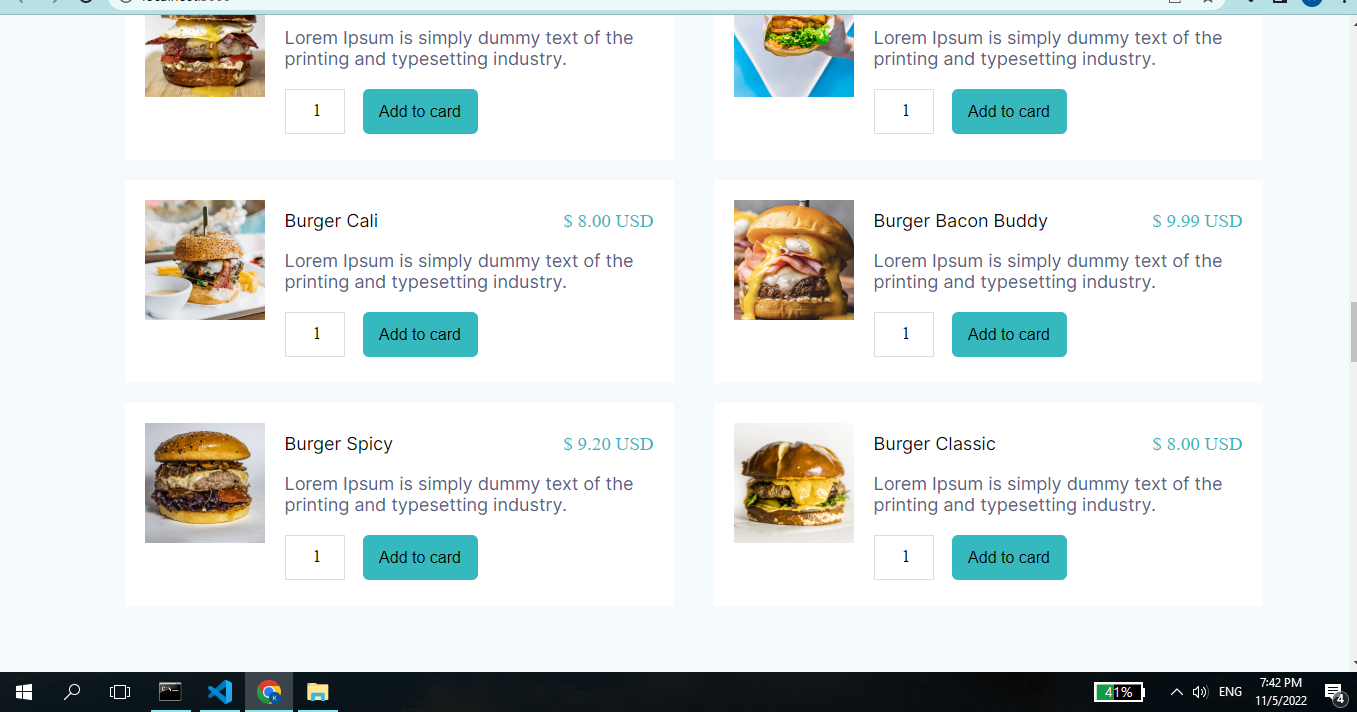 Lorem Ipsum is simply dummy text of the
printing and typesetting industry.
1 Add to card
Lorem Ipsum is simply dummy text of the
printing and typesetting industry.
1 Add to card
Burger Cali $ 8.00 USD
Lorem Ipsum is simply dummy text of the
printing and typesetting industry.
1 Add to card
Burger Bacon Buddy $ 9.99 USD
Lorem Ipsum is simply dummy text of the
printing and typesetting industry.
1 Add to card
Burger Spicy $ 9.20 USD
Lorem Ipsum is simply dummy text of the
printing and typesetting industry.
1 Add to card
Burger Classic $ 8.00 USD
Lorem Ipsum is simply dummy text of the
printing and typesetting industry.
1 Add to card
41% ENG 7:42 PM
11/5/2022 4